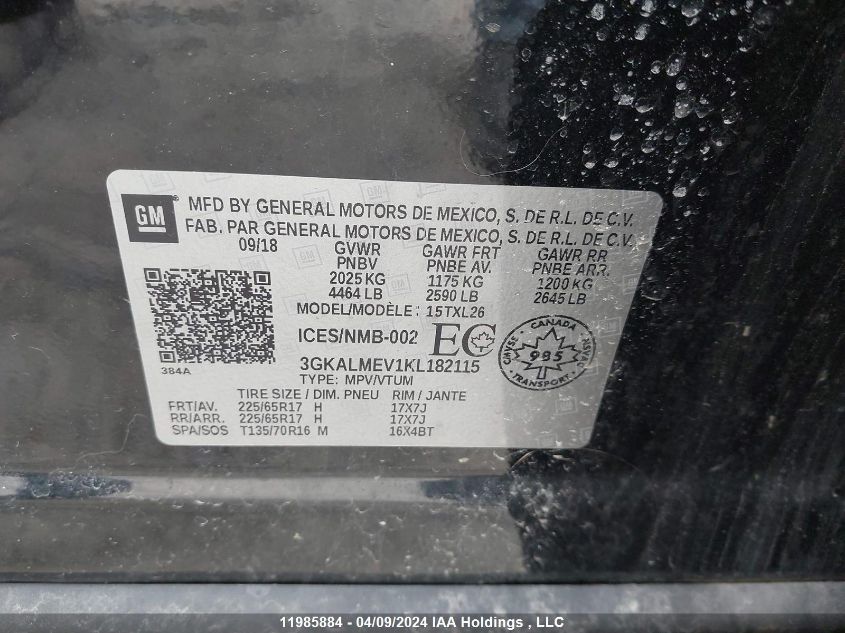 GM
MFD BY GENERAL MOTORS DE MEXICO, S. DE R.L. DE C.V.
FAB. PAR GENERAL MOTORS DE MEXICO, S. DE R.L. DE C.V.
09/18 GVWR GAWR FRT GAWR RR
PNBV PNBE AV. PNBE ARR.
2025 KG 1175 KG 1200 KG
4464 LB 2590 LB 2645 LB
MODEL/MODÈLE: 15TXL26
ICES/NMB-002 EC
CANADA
CMVSS 985 NSVAC
TRANSPORT
384A
3GKALMEV1KL182115
TYPE: MPV/VTUM
TIRE SIZE / DIM. PNEU RIM / JANTE
FRT/AV. 225/65R17 H 17X7J
RR/ARR. 225/65R17 H 17X7J
SPA/SOS T135/70R16 M 16X4BT
11985884 - 04/09/2024 IAA Holdings , LLC